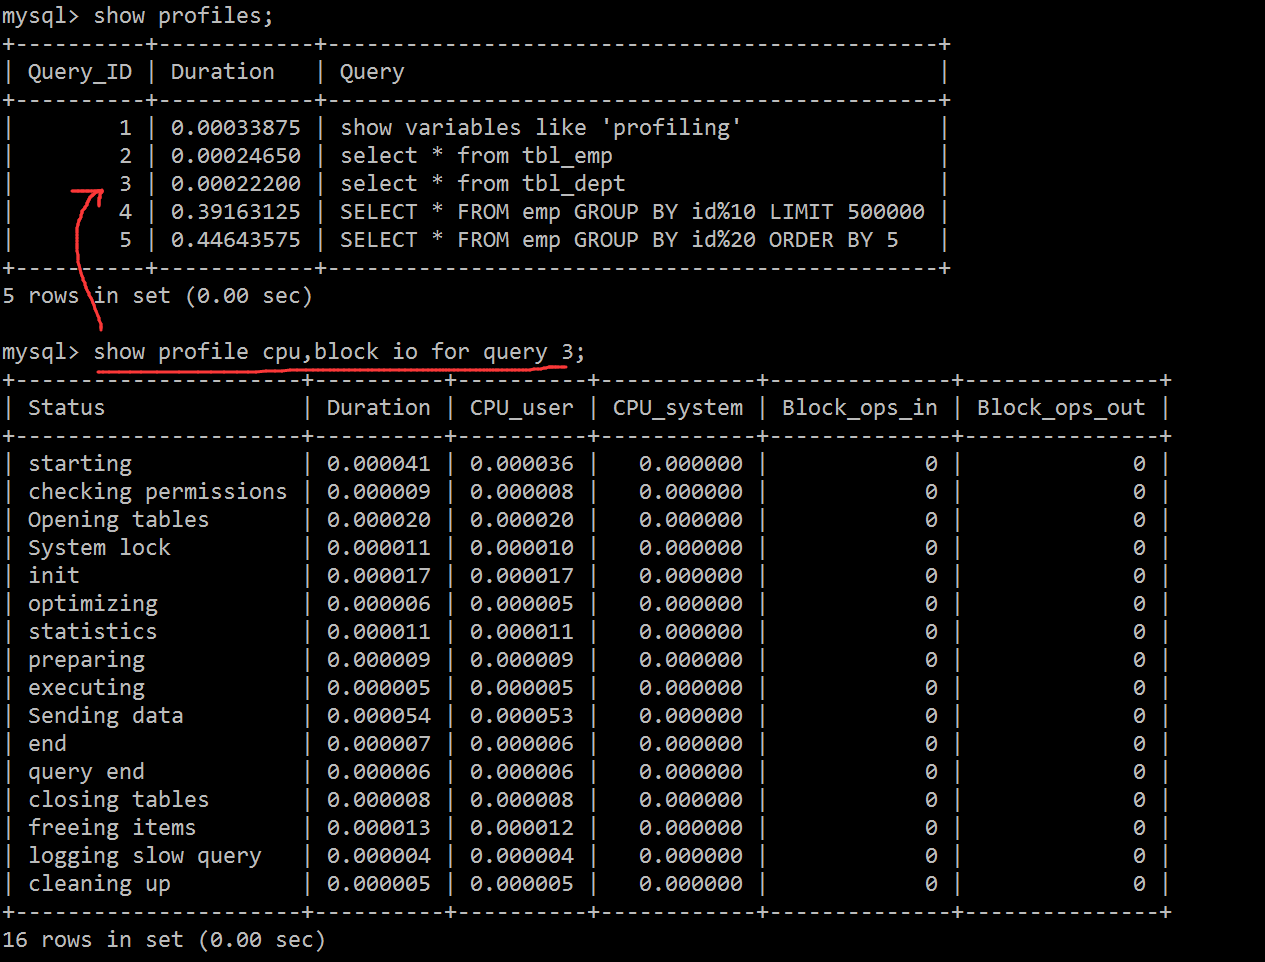 mysql> show profiles;
+----------+------------+-----------------------------------------------+
| Query_ID | Duration   | Query                                         |
+----------+------------+-----------------------------------------------+
|        1 | 0.00033875 | show variables like 'profiling'               |
|        2 | 0.00024650 | select * from tbl_emp                         |
|        3 | 0.00022200 | select * from tbl_dept                        |
|        4 | 0.39163125 | SELECT * FROM emp GROUP BY id%10 LIMIT 500000 |
|        5 | 0.44643575 | SELECT * FROM emp GROUP BY id%20 ORDER BY 5   |
+----------+------------+-----------------------------------------------+
5 rows in set (0.00 sec)
mysql> show profile cpu,block io for query 3;
+----------------------+----------+----------+------------+--------------+---------------+
| Status               | Duration | CPU_user | CPU_system | Block_ops_in | Block_ops_out |
+----------------------+----------+----------+------------+--------------+---------------+
| starting             | 0.000041 | 0.000036 |   0.000000 |            0 |             0 |
| checking permissions | 0.000009 | 0.000008 |   0.000000 |            0 |             0 |
| Opening tables       | 0.000020 | 0.000020 |   0.000000 |            0 |             0 |
| System lock          | 0.000011 | 0.000010 |   0.000000 |            0 |             0 |
| init                 | 0.000017 | 0.000017 |   0.000000 |            0 |             0 |
| optimizing           | 0.000006 | 0.000005 |   0.000000 |            0 |             0 |
| statistics           | 0.000011 | 0.000011 |   0.000000 |            0 |             0 |
| preparing            | 0.000009 | 0.000009 |   0.000000 |            0 |             0 |
| executing            | 0.000005 | 0.000005 |   0.000000 |            0 |             0 |
| Sending data         | 0.000054 | 0.000053 |   0.000000 |            0 |             0 |
| end                  | 0.000007 | 0.000006 |   0.000000 |            0 |             0 |
| query end            | 0.000006 | 0.000006 |   0.000000 |            0 |             0 |
| closing tables       | 0.000008 | 0.000008 |   0.000000 |            0 |             0 |
| freeing items        | 0.000013 | 0.000012 |   0.000000 |            0 |             0 |
| logging slow query   | 0.000004 | 0.000004 |   0.000000 |            0 |             0 |
| cleaning up          | 0.000005 | 0.000005 |   0.000000 |            0 |             0 |
+----------------------+----------+----------+------------+--------------+---------------+
16 rows in set (0.00 sec)